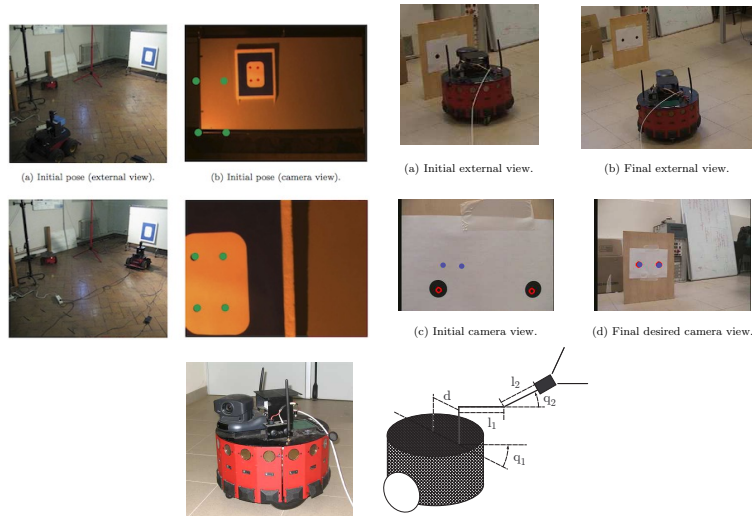 (a) Initial pose (external view).
(b) Initial pose (camera view).
(a) Initial external view.
(b) Final external view.
(c) Initial camera view.
(d) Final desired camera view.
d
l2
q2
l1
q1